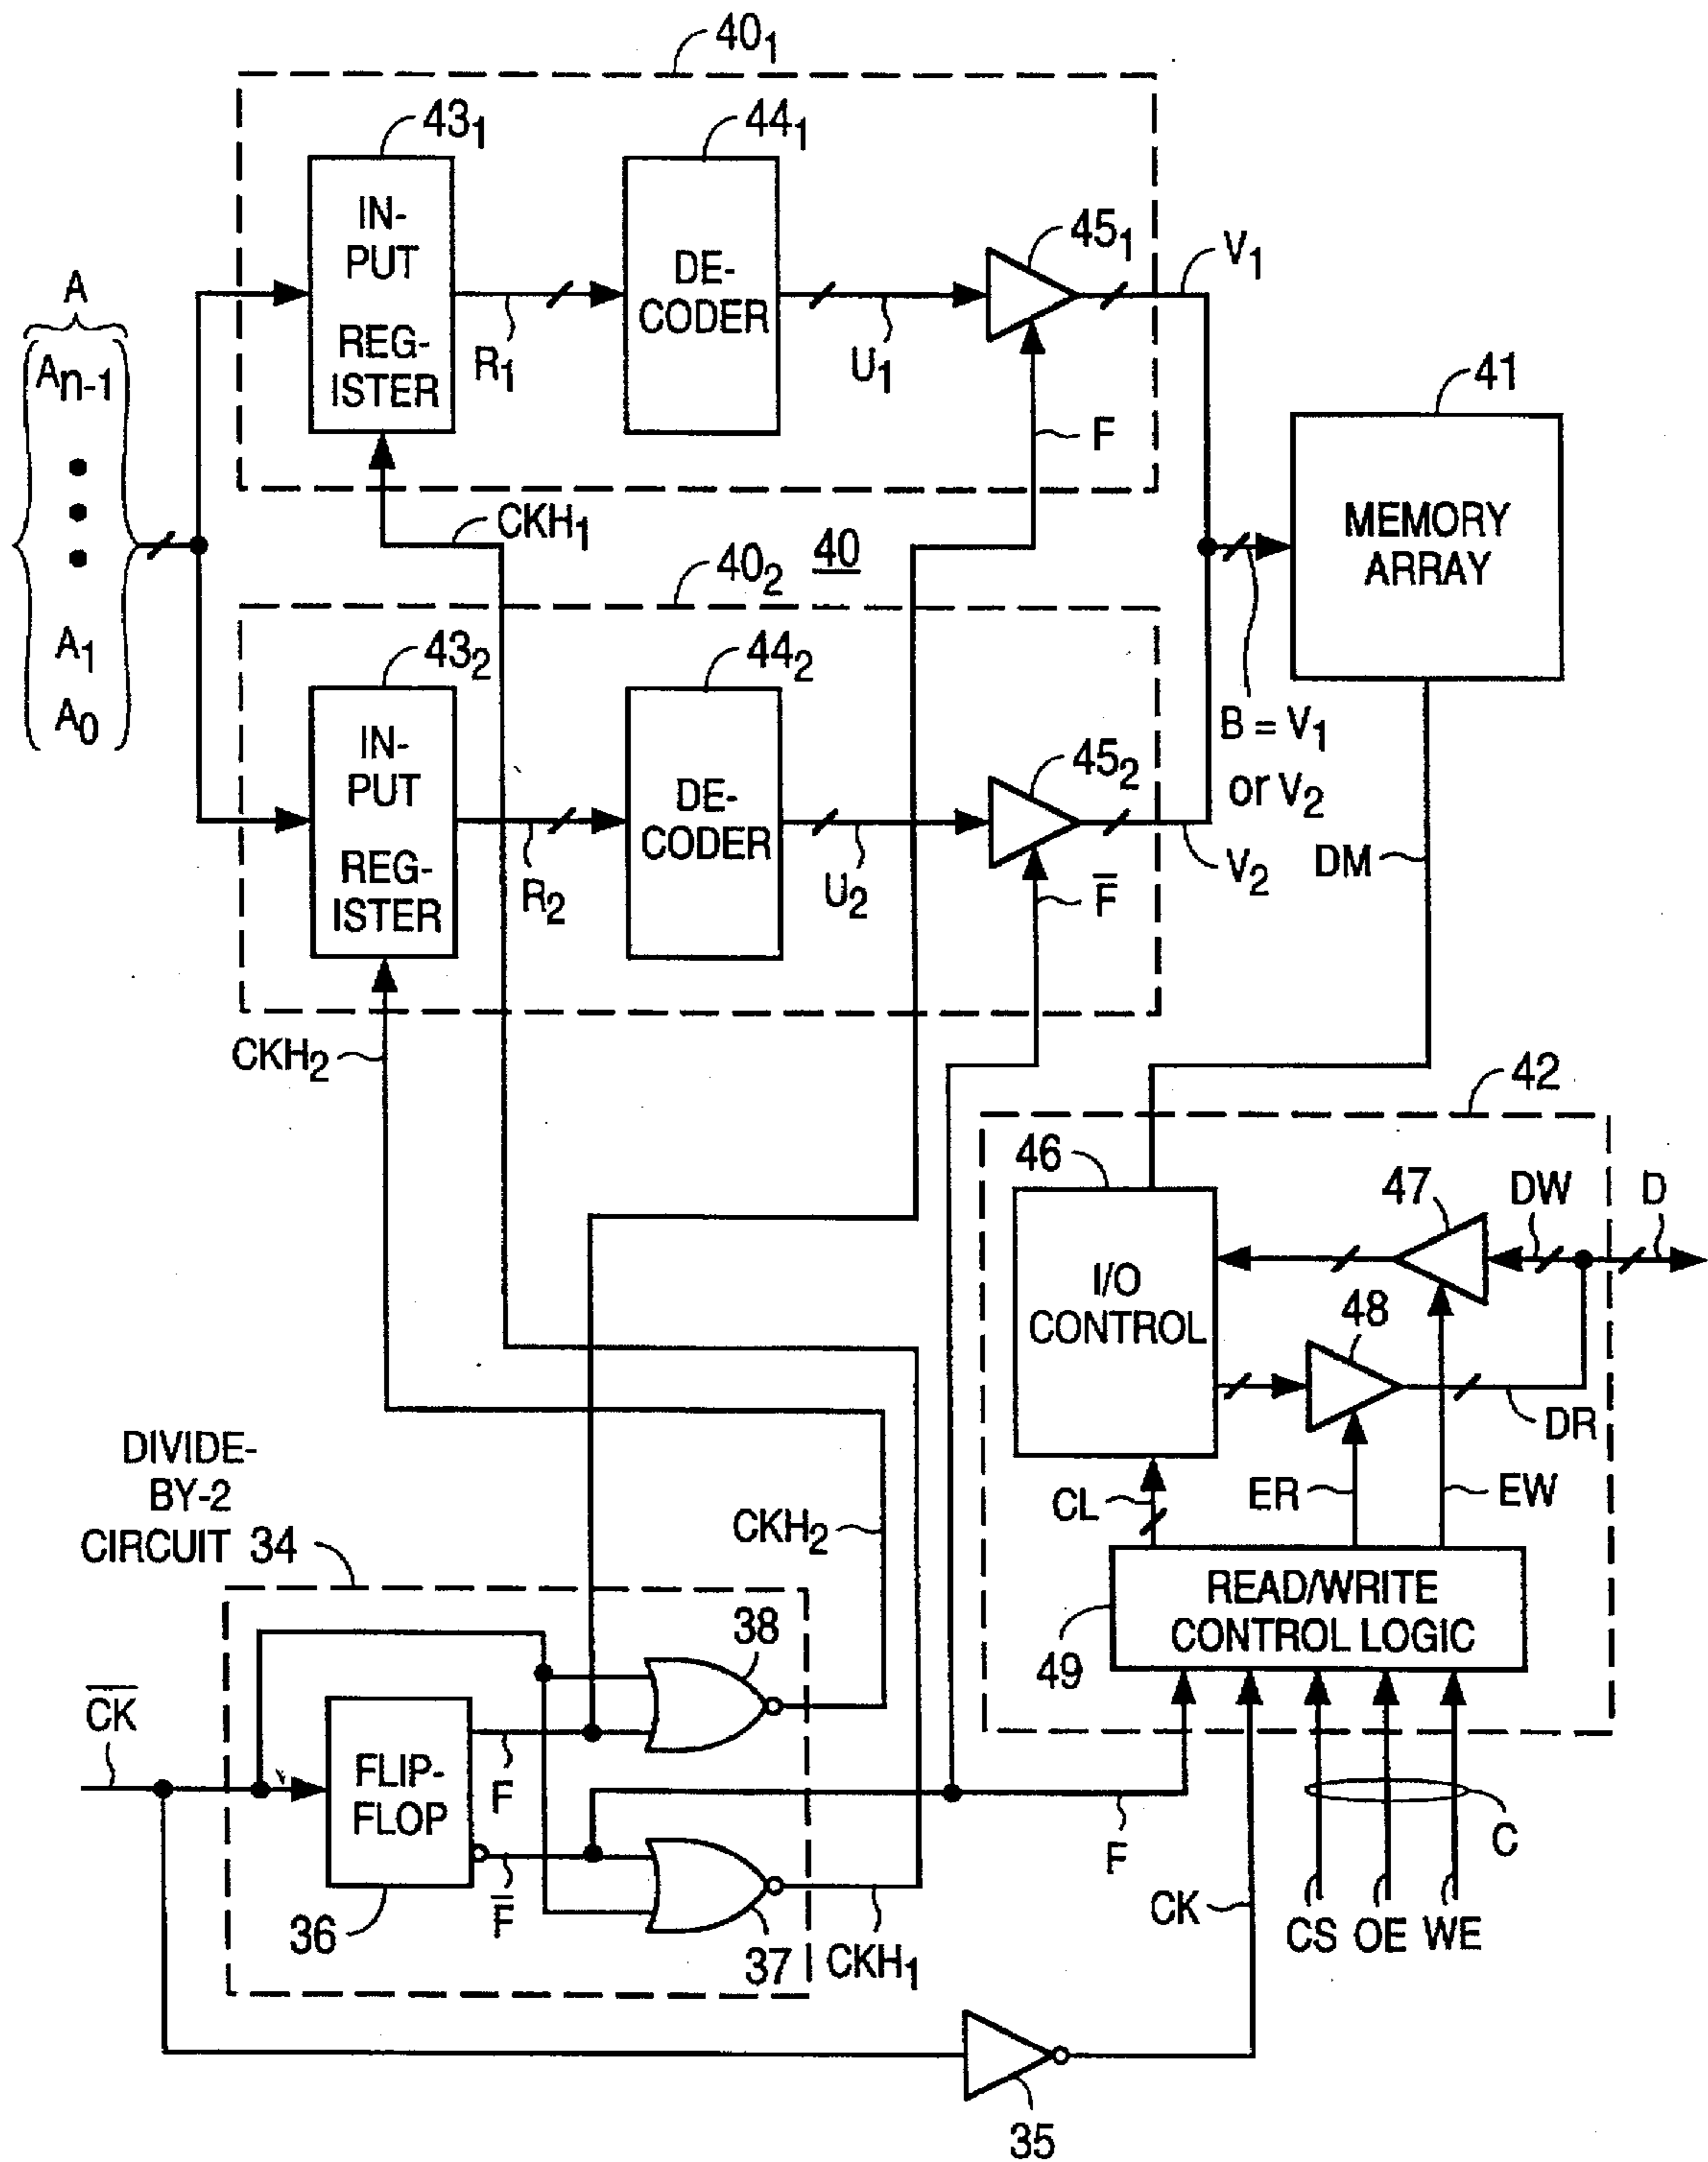 40₁
43₁
44₁
IN-
PUT
REG-
ISTER
DE-
CODER
45₁
V₁
A
Aₙ₋₁
A₁
A₀
R₁
U₁
F
41
MEMORY
ARRAY
CKH₁
40₂
40
43₂
44₂
IN-
PUT
REG-
ISTER
DE-
CODER
45₂
B = V₁
or V₂
R₂
U₂
F̅
V₂
DM
CKH₂
42
46
47
DW
D
I/O
CONTROL
48
DR
CL
ER
EW
DIVIDE-
BY-2
CIRCUIT 34
CKH₂
READ/WRITE
CONTROL LOGIC
49
38
C̅K̅
FLIP-
FLOP
F
F̅
36
37
CKH₁
F
CK
CS
OE
WE
C
35